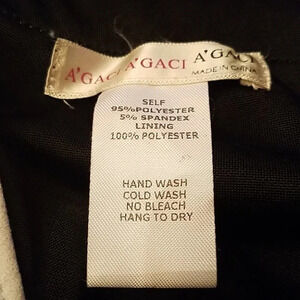 A'GACI A'GACI A'GACI
MADE IN CHINA
SELF
95%POLYESTER
5% SPANDEX
LINING
100% POLYESTER
HAND WASH
COLD WASH
NO BLEACH
HANG TO DRY